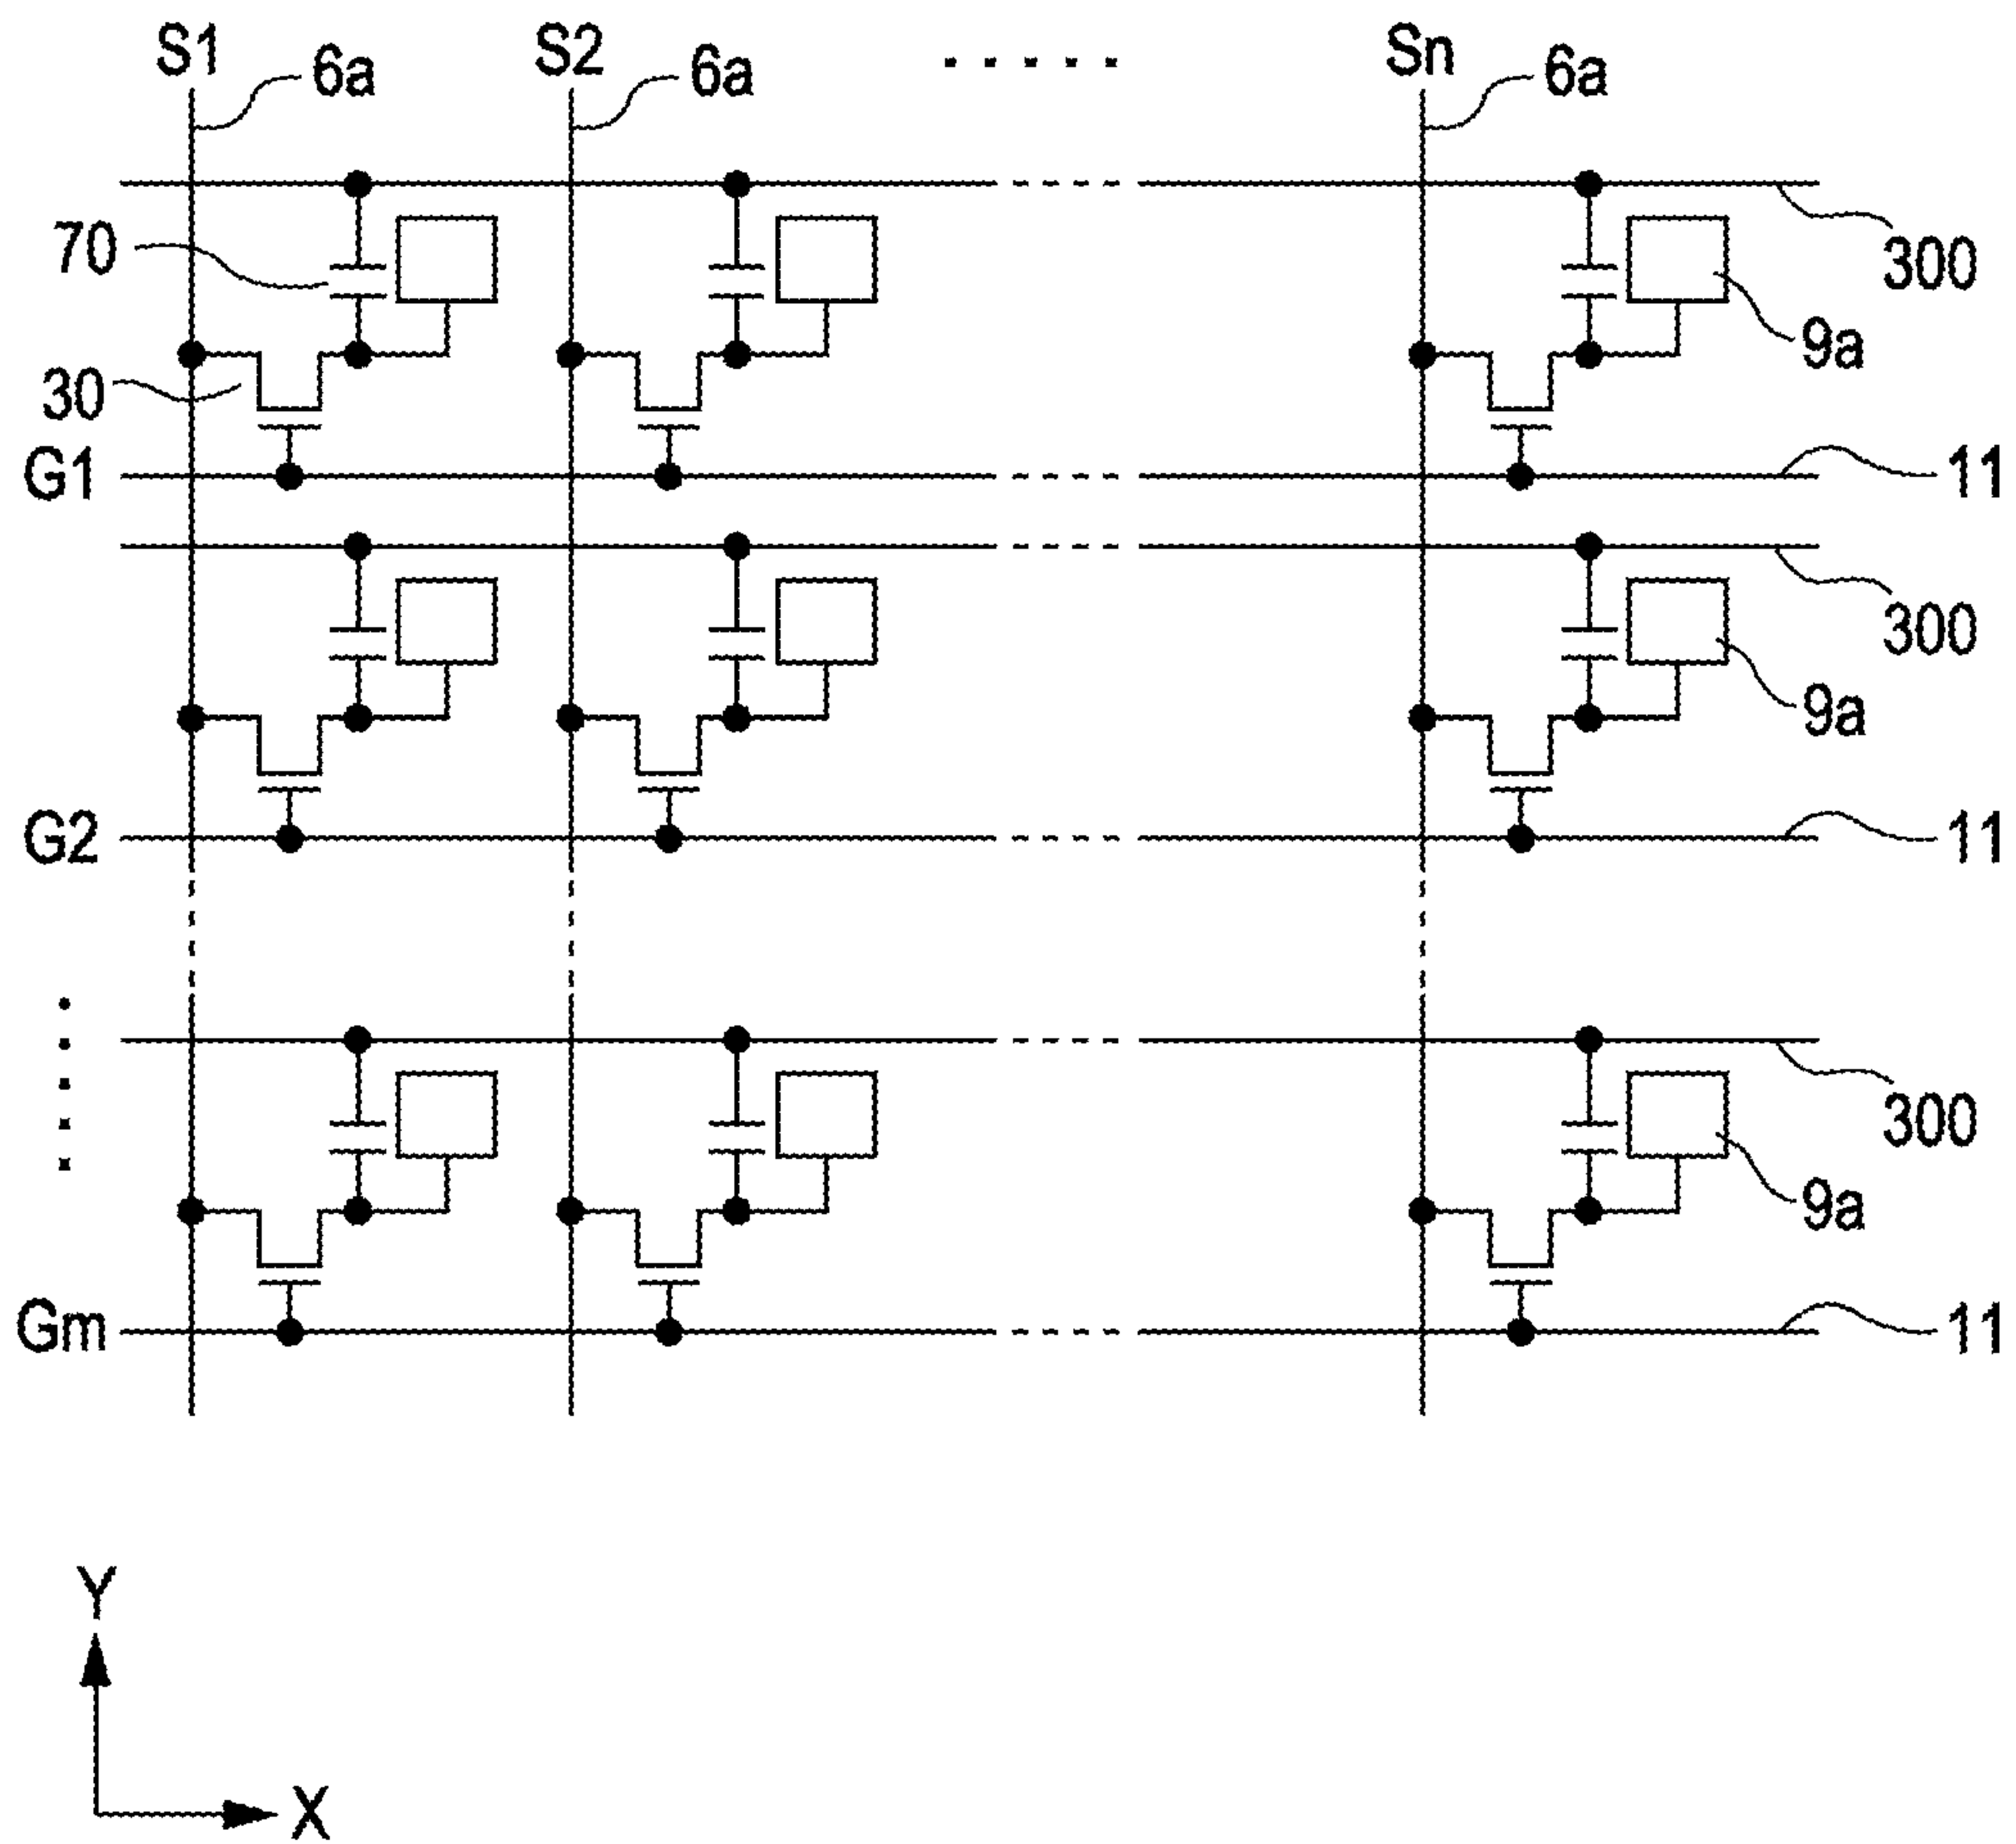 S1 6a S2 6a ..... Sn 6a
70 300
9a
30
G1 11
300
9a
G2 11
300
9a
Gm 11
Y
X